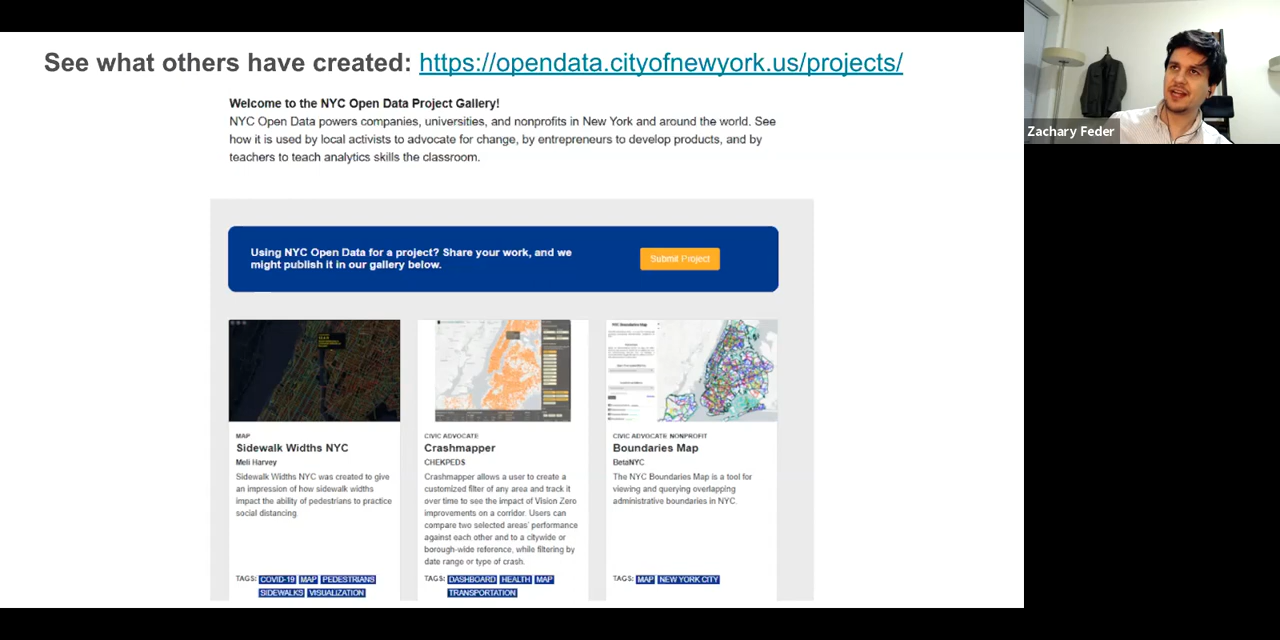 See what others have created: https://opendata.cityofnewyork.us/projects/
Zachary Feder
Welcome to the NYC Open Data Project Gallery!
NYC Open Data powers companies, universities, and nonprofits in New York and around the world. See
how it is used by local activists to advocate for change, by entrepreneurs to develop products, and by
teachers to teach analytics skills the classroom.
Using NYC Open Data for a project? Share your work, and we
might publish it in our gallery below.
Submit Project
MAP
Sidewalk Widths NYC
Meli Harvey
Sidewalk Widths NYC was created to give
an impression of how sidewalk widths
impact the ability of pedestrians to practice
social distancing.
TAGS: COVID-19 MAP PEDESTRIANS
SIDEWALKS VISUALIZATION
CIVIC ADVOCATE
Crashmapper
CHEKPEDS
Crashmapper allows a user to create a
customized filter of any area and track it
over time to see the impact of Vision Zero
improvements on a corridor. Users can
compare two selected areas' performance
against each other and to a citywide or
borough-wide reference, while filtering by
date range or type of crash.
TAGS: DASHBOARD HEALTH MAP
TRANSPORTATION
NYC Boundaries Map
CIVIC ADVOCATE NONPROFIT
Boundaries Map
BetaNYC
The NYC Boundaries Map is a tool for
viewing and querying overlapping
administrative boundaries in NYC.
TAGS: MAP NEW YORK CITY